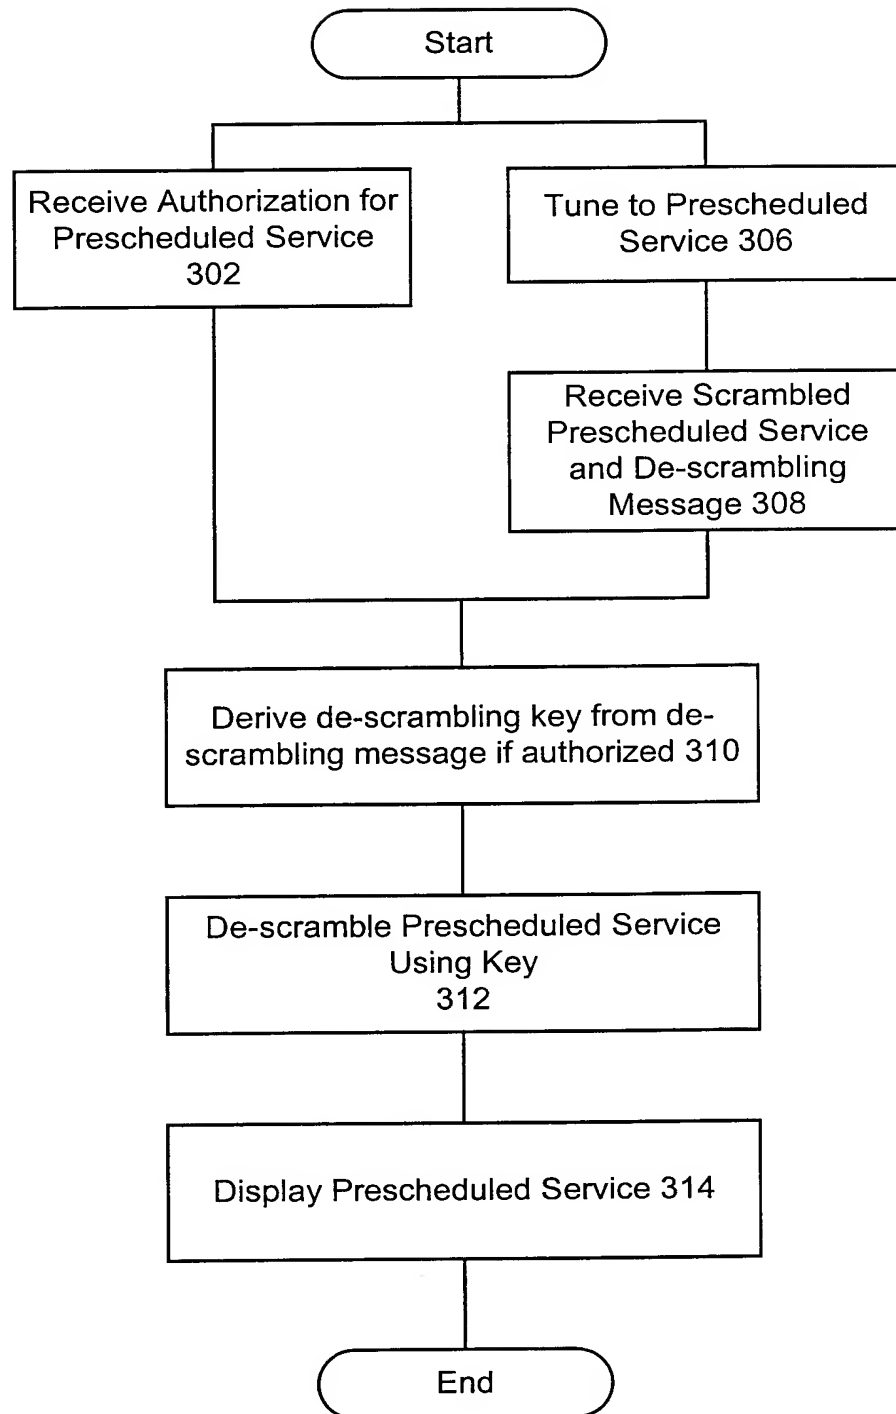 Start
Receive Authorization for
Prescheduled Service
302
Tune to Prescheduled
Service 306
Receive Scrambled
Prescheduled Service
and De-scrambling
Message 308
Derive de-scrambling key from de-
scrambling message if authorized 310
De-scramble Prescheduled Service
Using Key
312
Display Prescheduled Service 314
End